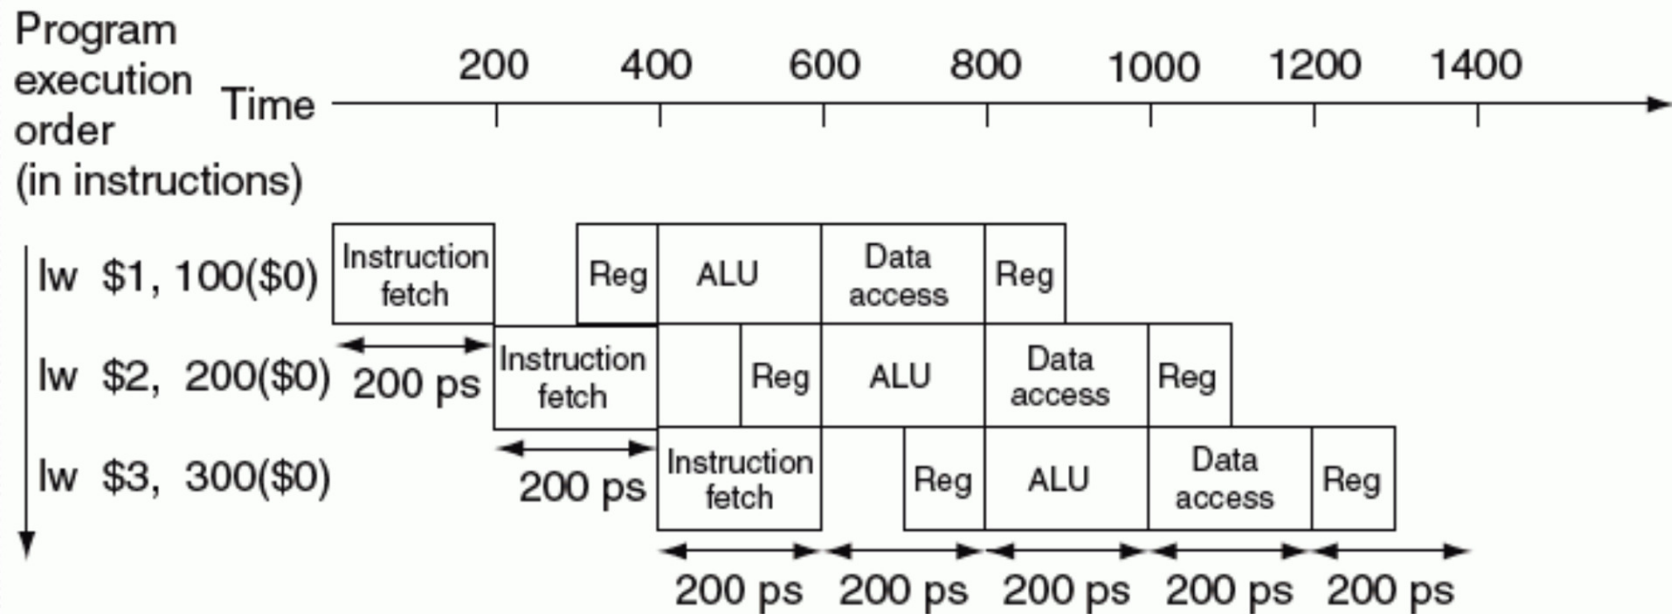 Program
execution
order
(in instructions)
Time
200 400 600 800 1000 1200 1400
lw $1, 100($0)
Instruction
fetch
Reg
ALU
Data
access
Reg
200 ps
lw $2, 200($0)
Instruction
fetch
Reg
ALU
Data
access
Reg
200 ps
lw $3, 300($0)
Instruction
fetch
Reg
ALU
Data
access
Reg
200 ps 200 ps 200 ps 200 ps 200 ps